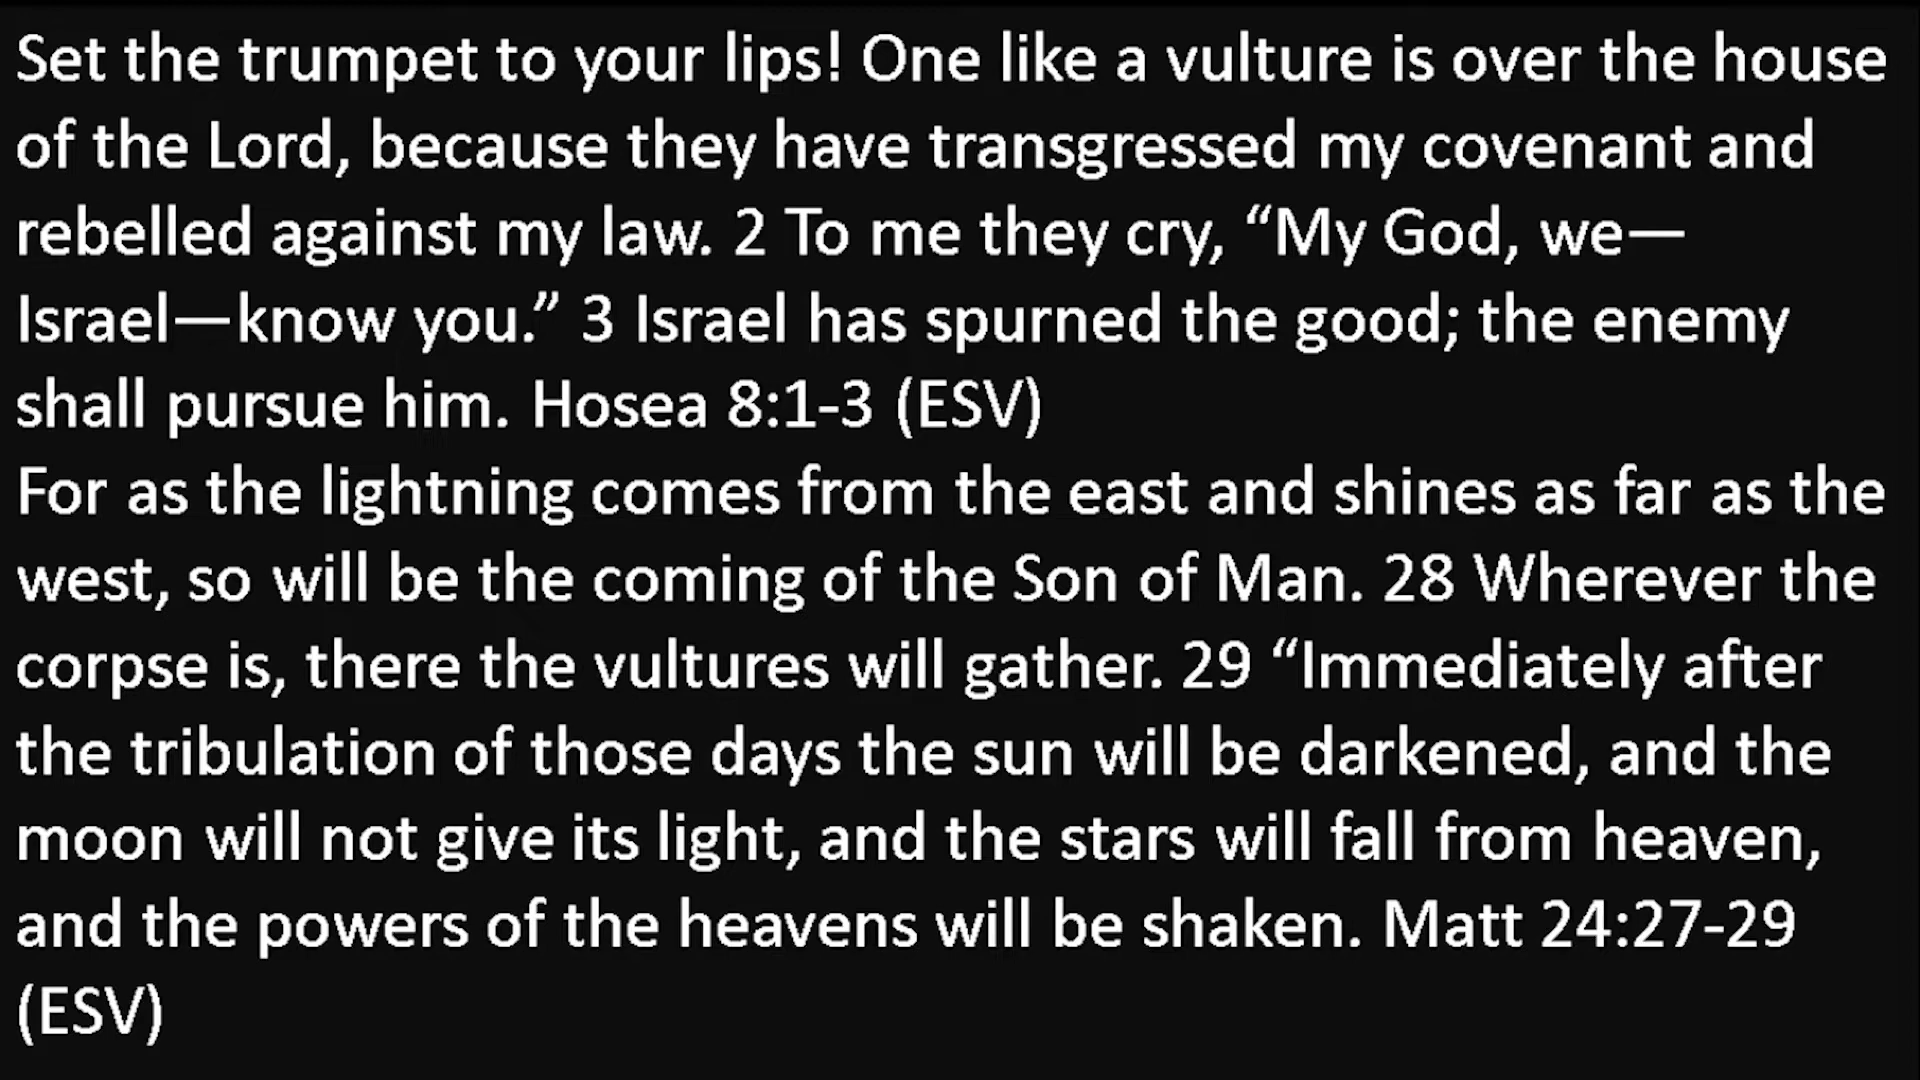 Set the trumpet to your lips! One like a vulture is over the house
of the Lord, because they have transgressed my covenant and
rebelled against my law. 2 To me they cry, “My God, we—
Israel—know you.” 3 Israel has spurned the good; the enemy
shall pursue him. Hosea 8:1-3 (ESV)
For as the lightning comes from the east and shines as far as the
west, so will be the coming of the Son of Man. 28 Wherever the
corpse is, there the vultures will gather. 29 “Immediately after
the tribulation of those days the sun will be darkened, and the
moon will not give its light, and the stars will fall from heaven,
and the powers of the heavens will be shaken. Matt 24:27-29
(ESV)